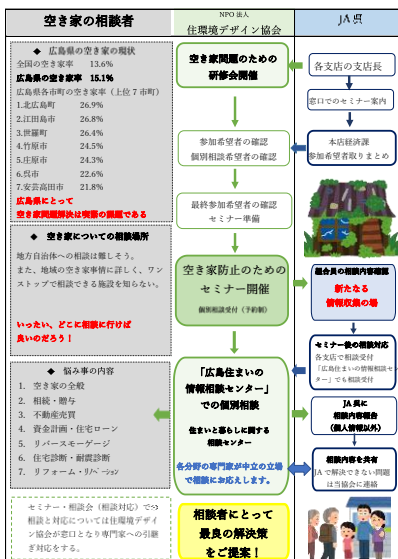 空き家の相談者
◆ 広島県の空き家の現状
全国の空き家率 13.6%
広島県の空き家率 15.1%
広島県各市町の空き家率（上位７市町）
1.北広島町 26.9%
2.江田島市 26.8%
3.世羅町 26.4%
4.竹原市 24.5%
5.庄原市 24.3%
6.呉市 22.6%
7.安芸高田市 21.8%
広島県にとって
空き家問題解決は喫緊の課題である
◆ 空き家についての相談場所
地方自治体への相談は難しそう。
また、地域の空き家事情に詳しく、ワン
ストップで相談できる施設を知らない。
いったい、どこに相談に行けば
良いのだろう！
◆ 悩み事の内容
1. 空き家の全般
2. 相続・贈与
3. 不動産売買
4. 資金計画・住宅ローン
5. リバースモーゲージ
6. 住宅診断・耐震診断
7. リフォーム・リノベーション
セミナー・相談会（相談対応）で
相談と対応については住環境デザイ
ン協会が窓口となり専門家への引継
ぎ対応をする。
NPO 法人
住環境デザイン協会
空き家問題のための
研修会開催
参加希望者の確認
個別相談希望者の確認
最終参加希望者の確認
セミナー準備
空き家防止のための
セミナー開催
個別相談受付（予約制）
「広島住まいの
情報相談センター」
での個別相談
住まいと暮らしに関する
相談センター
各分野の専門家が中立の立場
で相談にお応えします。
相談者にとって
最良の解決策
をご提案！
JA 呉
各支店の支店長
窓口でのセミナー案内
本店経済課
参加希望者取りまとめ
組合員の相談内容確認
新たなる
情報収集の場
セミナー後の相談対応
各支店で相談受付
「広島住まいの情報相談セン
ター」でも相談受付
JA 呉に
相談内容報告
（個人情報以外）
相談内容を共有
JA で解決できない問題
は当協会に連絡